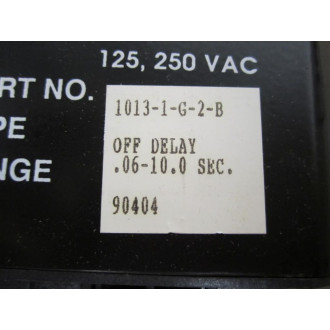 125, 250 VAC
RT NO. 1013-1-G-2-B
PE OFF DELAY
NGE .06-10.0 SEC.
90404